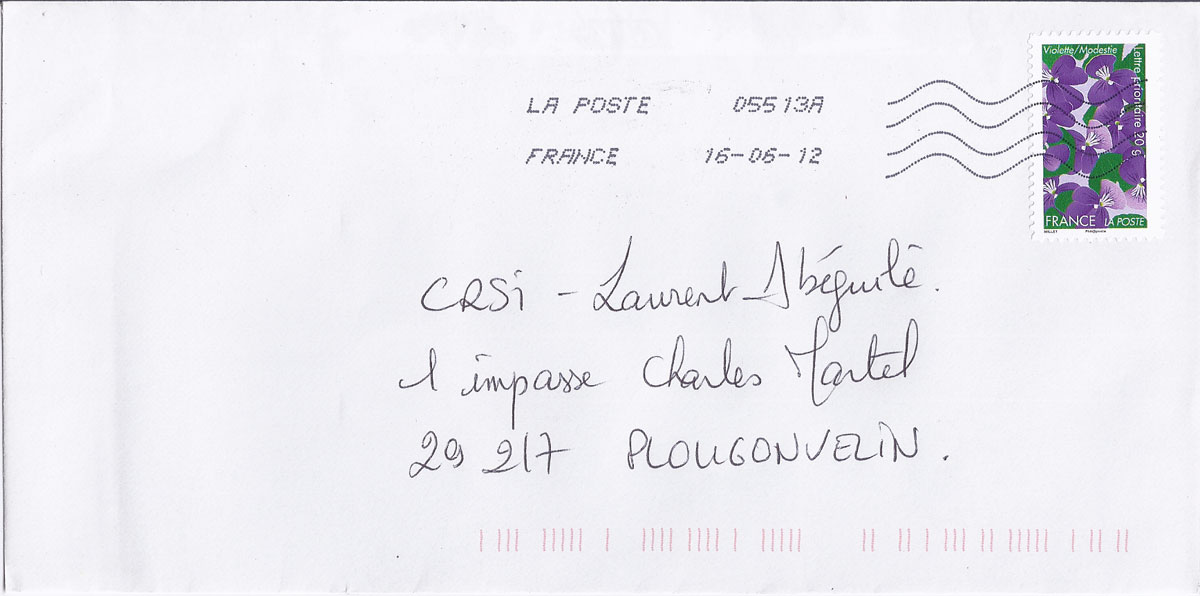 Violette/Modestie
Lettre prioritaire 20g
LA POSTE 05513A
FRANCE 16-06-12
FRANCE LA POSTE
MILLET Phil@poste
CRSi - Laurent Abéguilé.
1 impasse Charles Martel
29 217 PLOUGONVELIN.